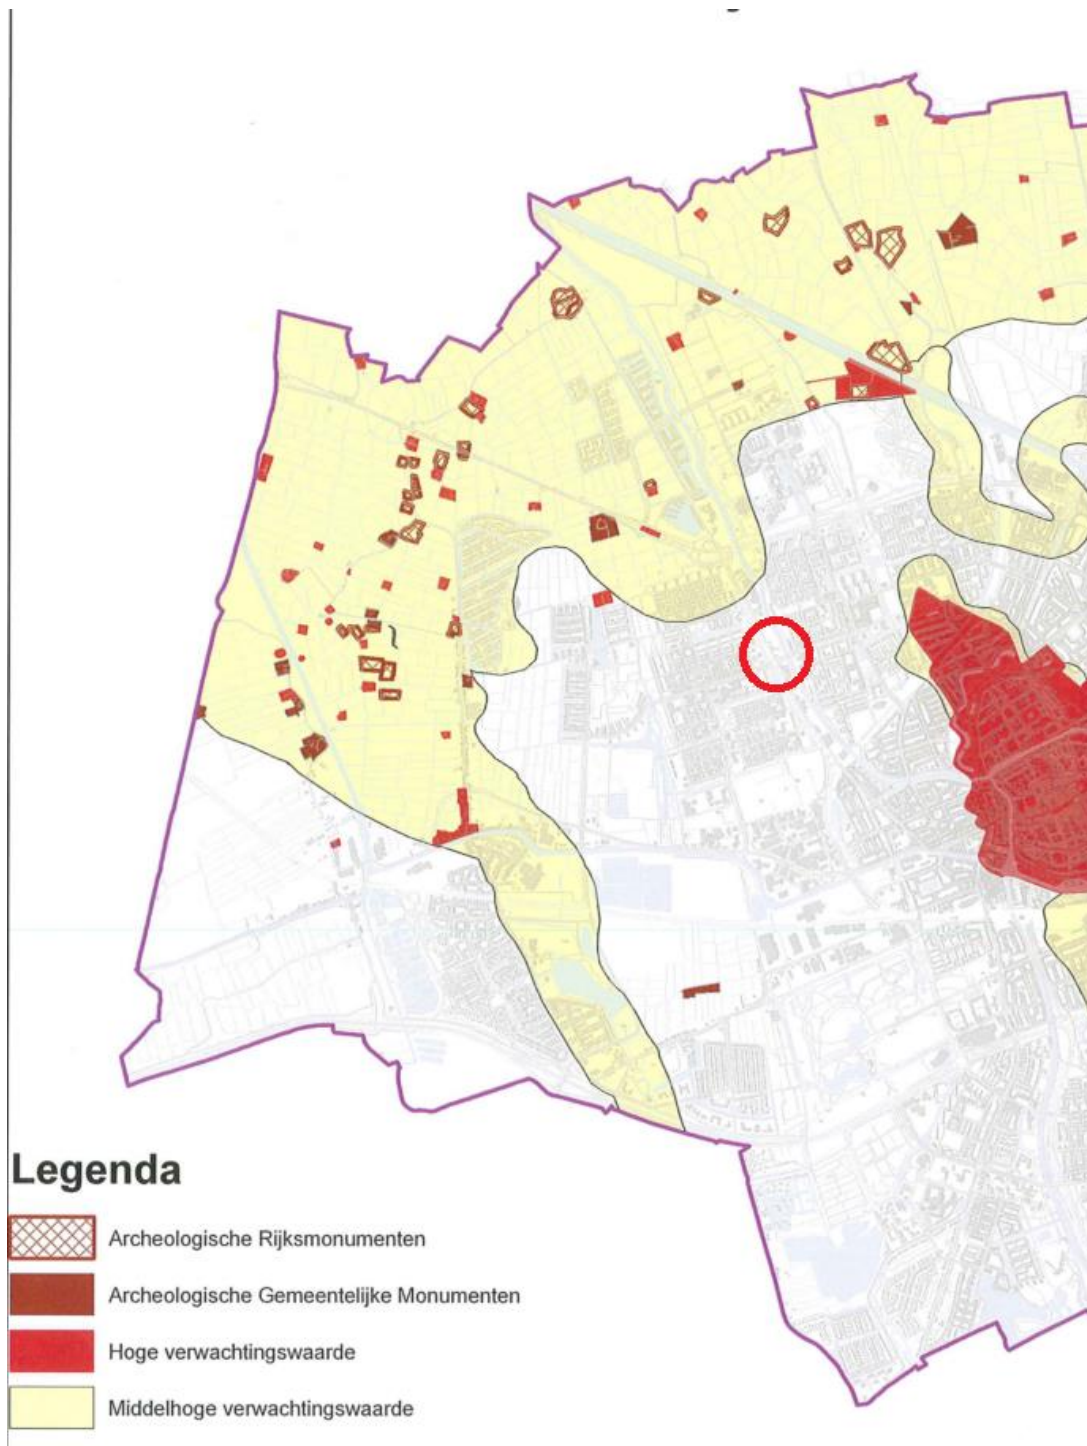 Legenda
Archeologische Rijksmonumenten
Archeologische Gemeentelijke Monumenten
Hoge verwachtingswaarde
Middelhoge verwachtingswaarde